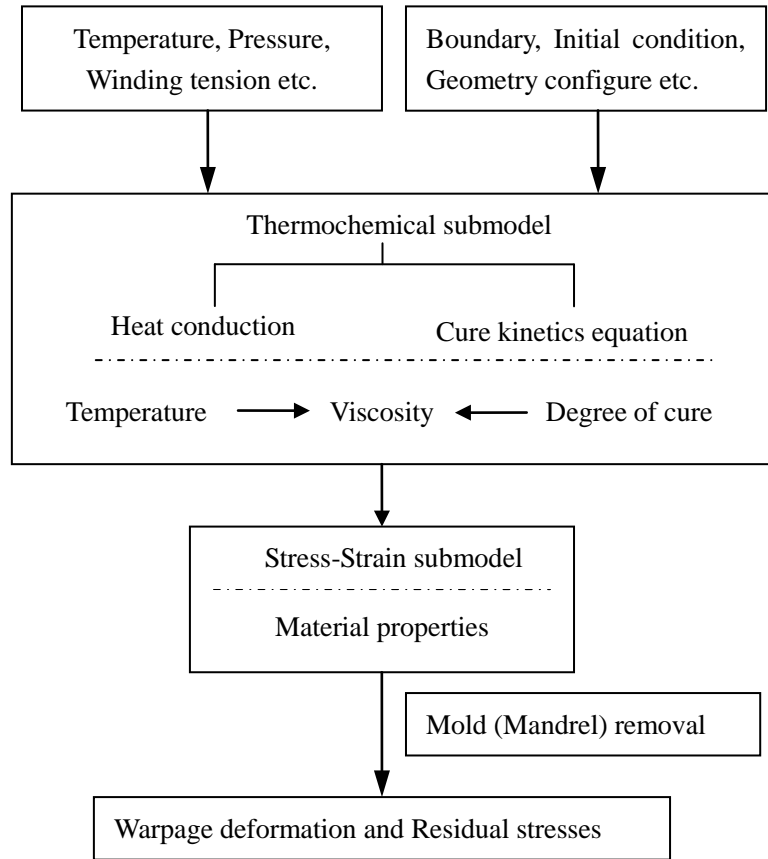 Temperature, Pressure,
Winding tension etc.
Boundary, Initial condition,
Geometry configure etc.
Thermochemical submodel
Heat conduction
Cure kinetics equation
Temperature
Viscosity
Degree of cure
Stress-Strain submodel
Material properties
Mold (Mandrel) removal
Warpage deformation and Residual stresses